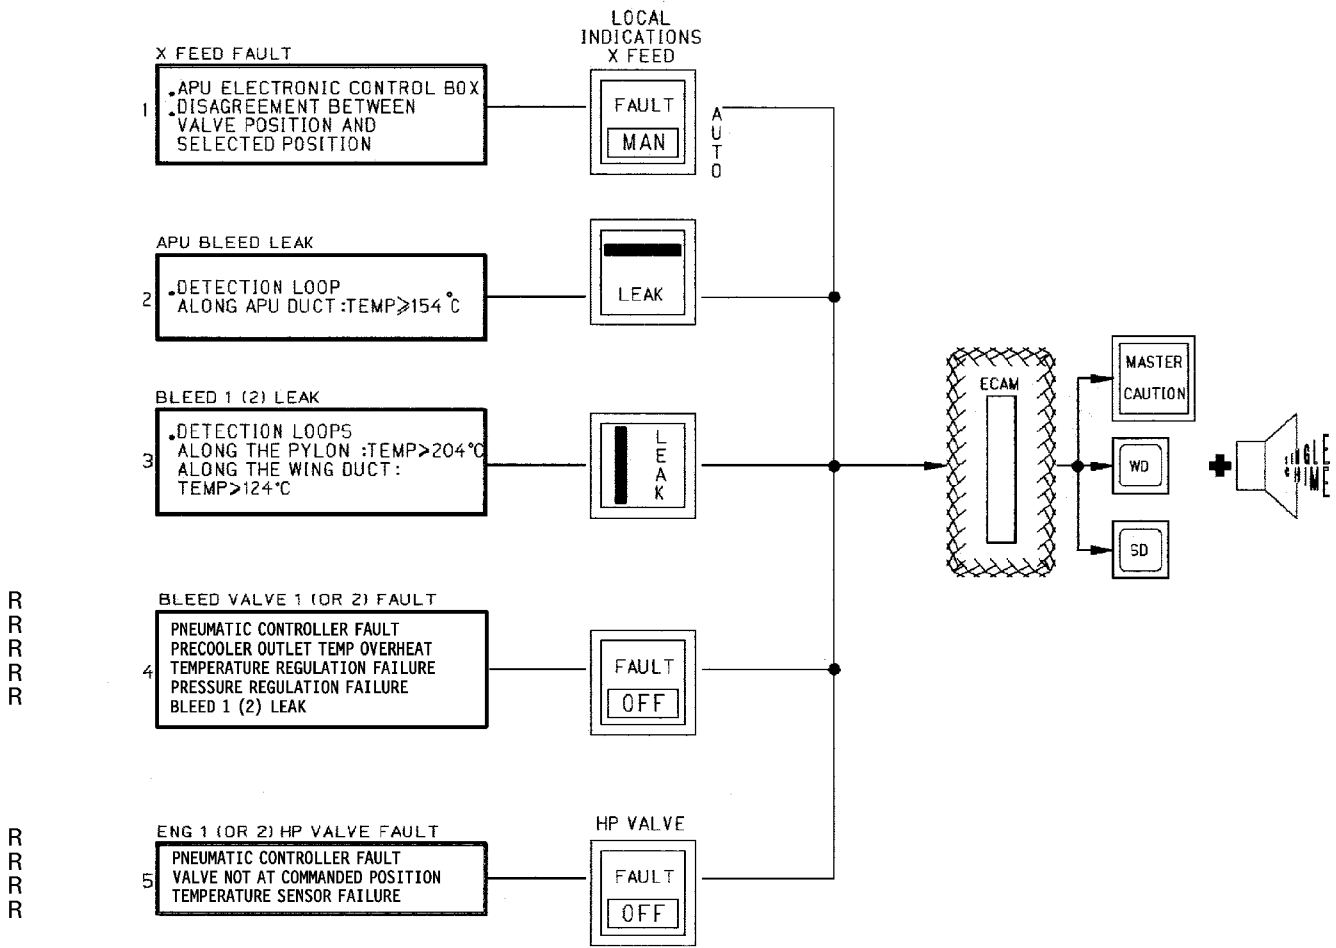 LOCAL
INDICATIONS
X FEED
X FEED FAULT
1
.APU ELECTRONIC CONTROL BOX
.DISAGREEMENT BETWEEN
VALVE POSITION AND
SELECTED POSITION
FAULT
MAN
AUTO
APU BLEED LEAK
2
.DETECTION LOOP
ALONG APU DUCT :TEMP⩾154°C
LEAK
BLEED 1 (2) LEAK
3
.DETECTION LOOPS
ALONG THE PYLON :TEMP>204°C
ALONG THE WING DUCT :
TEMP>124°C
LEAK
ECAM
MASTER
CAUTION
WD
SD
R
R
R
R
R
BLEED VALVE 1 (OR 2) FAULT
4
PNEUMATIC CONTROLLER FAULT
PRECOOLER OUTLET TEMP OVERHEAT
TEMPERATURE REGULATION FAILURE
PRESSURE REGULATION FAILURE
BLEED 1 (2) LEAK
FAULT
OFF
R
R
R
R
ENG 1 (OR 2) HP VALVE FAULT
5
PNEUMATIC CONTROLLER FAULT
VALVE NOT AT COMMANDED POSITION
TEMPERATURE SENSOR FAILURE
HP VALVE
FAULT
OFF